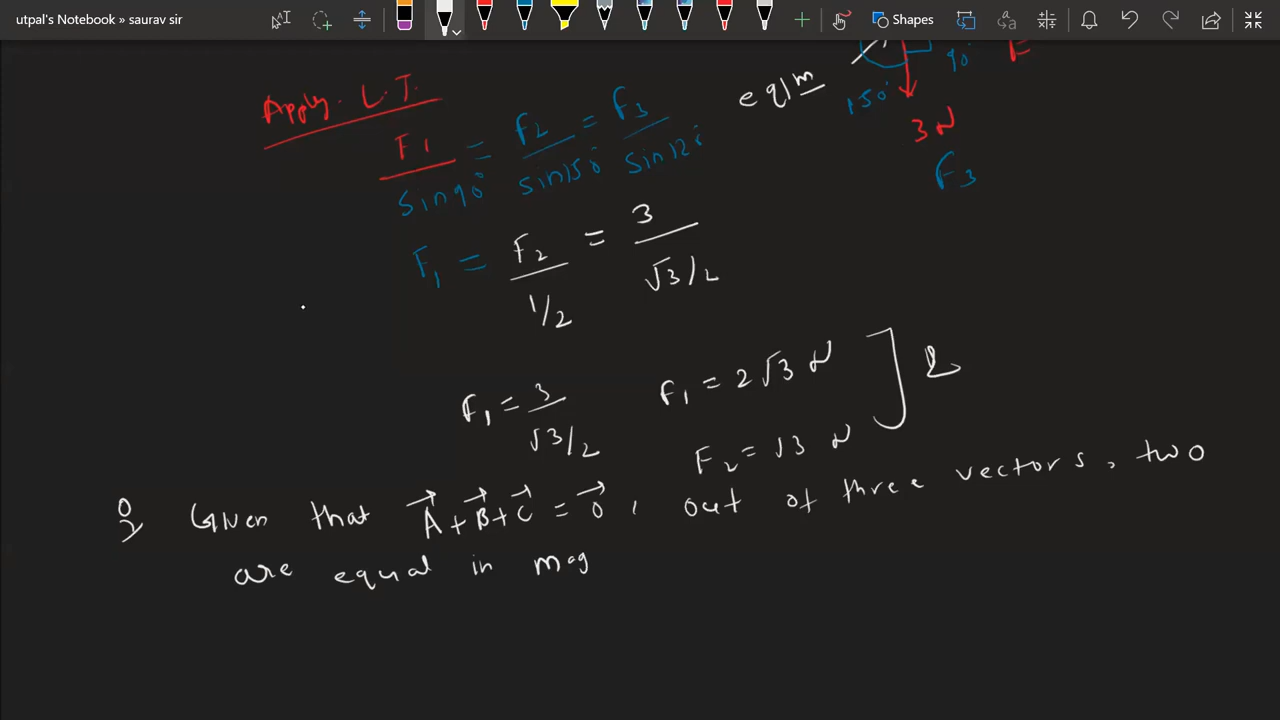 utpal's Notebook » saurav sir
Shapes
Apply L.T.
F₁/sin90° = F₂/sin150° = F₃/sin120°
eqlm
150°
90°
F
3N
F₃
F₁ = F₂/1/2 = 3/√3/2
F₁ = 3/√3/2
F₁ = 2√3 N
F₂ = √3 N
Q Given that A⃗ + B⃗ + C⃗ = 0⃗, out of three vectors, two
are equal in mag